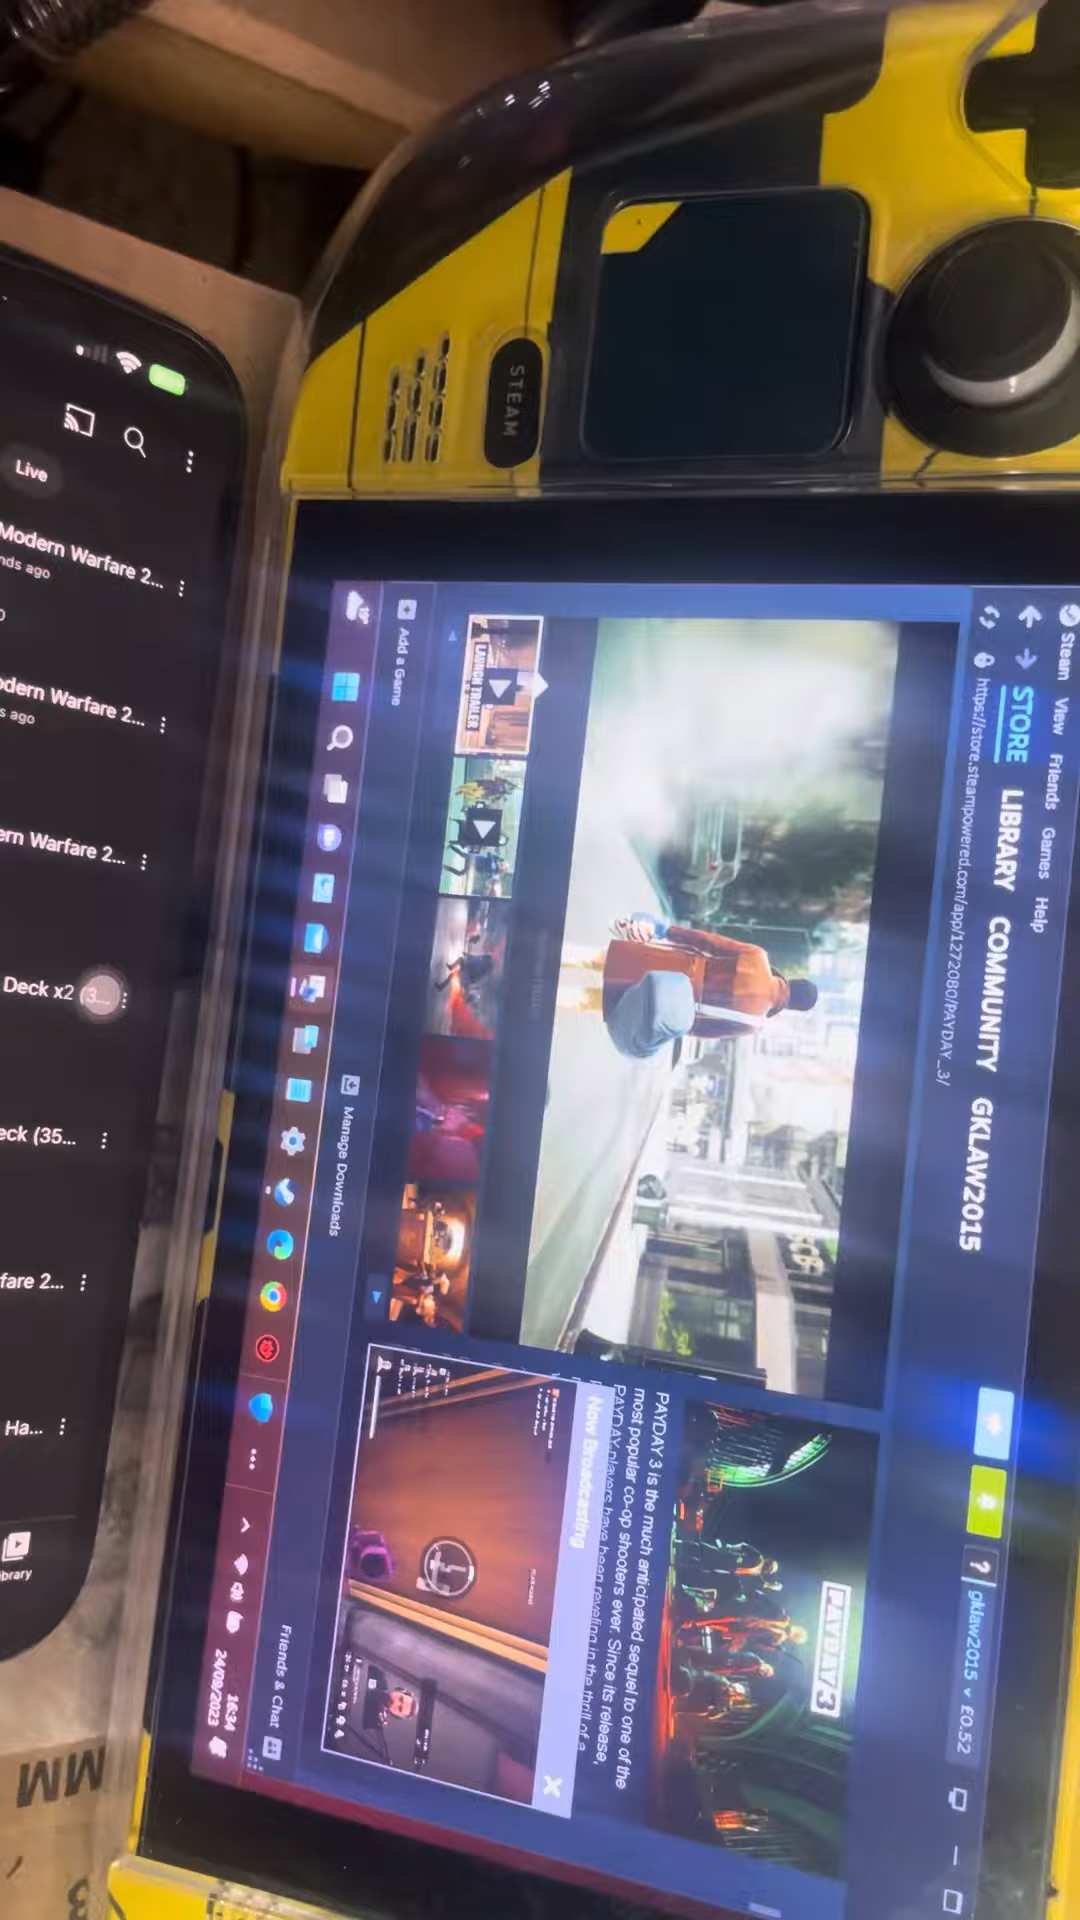 Steam View Friends Games Help
STORE LIBRARY COMMUNITY GKLAW2015
? gklaw2015 £0.52
https://store.steampowered.com/app/1272080/PAYDAY_3/
PAYDAY 3
PAYDAY 3 is the much anticipated sequel to one of the
most popular co-op shooters ever. Since its release,
PAYDAY players have been reveling in the thrill of a
Now Broadcasting
LAUNCH TRAILER
Add a Game
Manage Downloads
Friends & Chat
19°
16:34
24/09/2023
STEAM
Live
Modern Warfare 2...
nds ago
odern Warfare 2...
s ago
ern Warfare 2...
Deck x2 (3...
eck (35...
fare 2...
Ha...
ibrary
MM